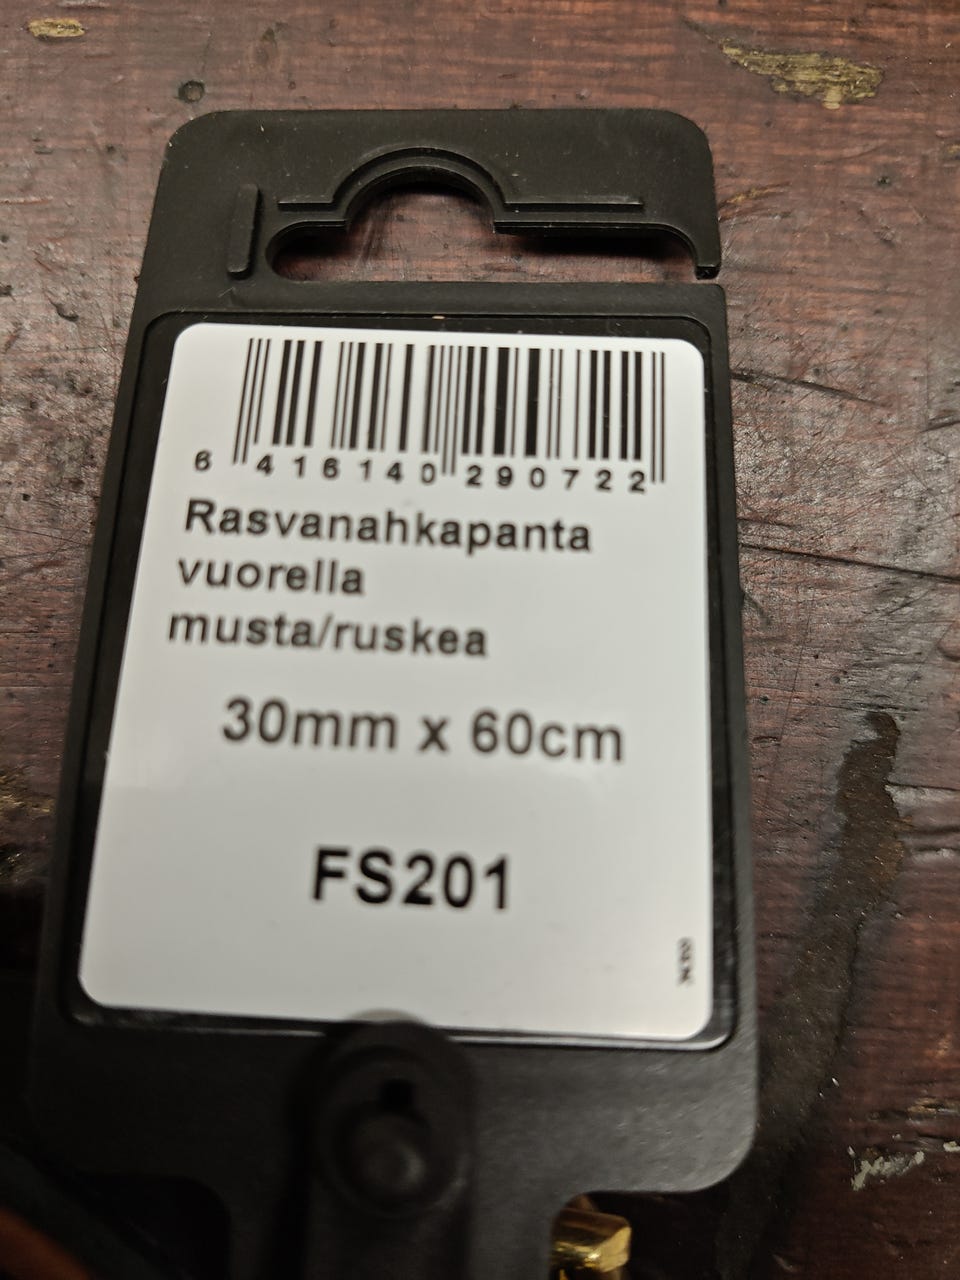 6 416140 290722
Rasvanahkapanta
vuorella
musta/ruskea
30mm x 60cm
FS201